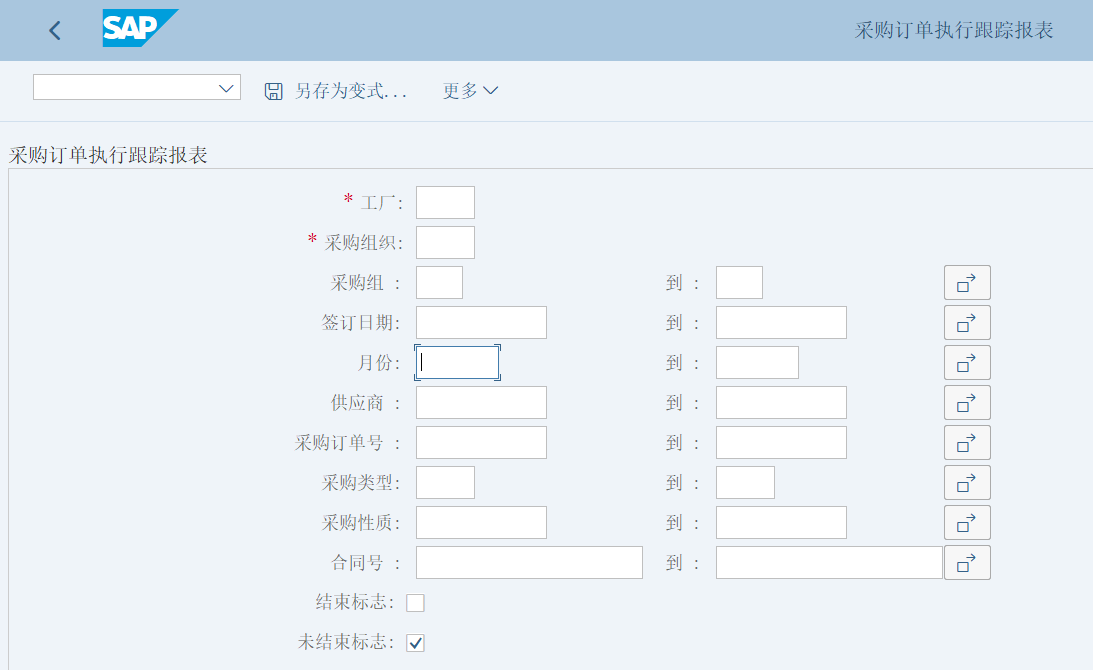 SAP 采购订单执行跟踪报表
另存为变式... 更多
采购订单执行跟踪报表
* 工厂:
* 采购组织:
采购组 : 到 :
签订日期: 到 :
月份: 到 :
供应商 : 到 :
采购订单号 : 到 :
采购类型: 到 :
采购性质: 到 :
合同号 : 到 :
结束标志:
未结束标志: